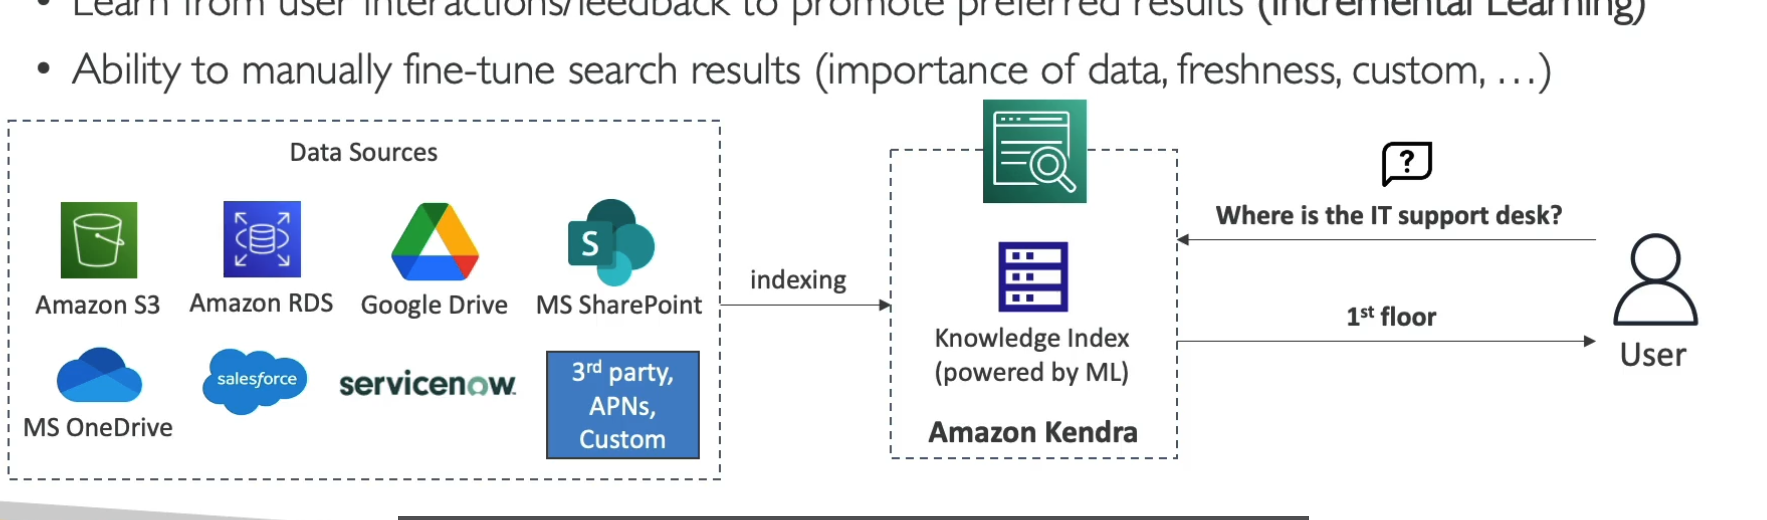 • Learn from user interactions/feedback to promote preferred results (Incremental Learning)
• Ability to manually fine-tune search results (importance of data, freshness, custom, …)
Data Sources
Amazon S3
Amazon RDS
Google Drive
S
MS SharePoint
MS OneDrive
salesforce
servicenow
3rd party,
APNs,
Custom
indexing
Knowledge Index
(powered by ML)
Amazon Kendra
?
Where is the IT support desk?
1st floor
User